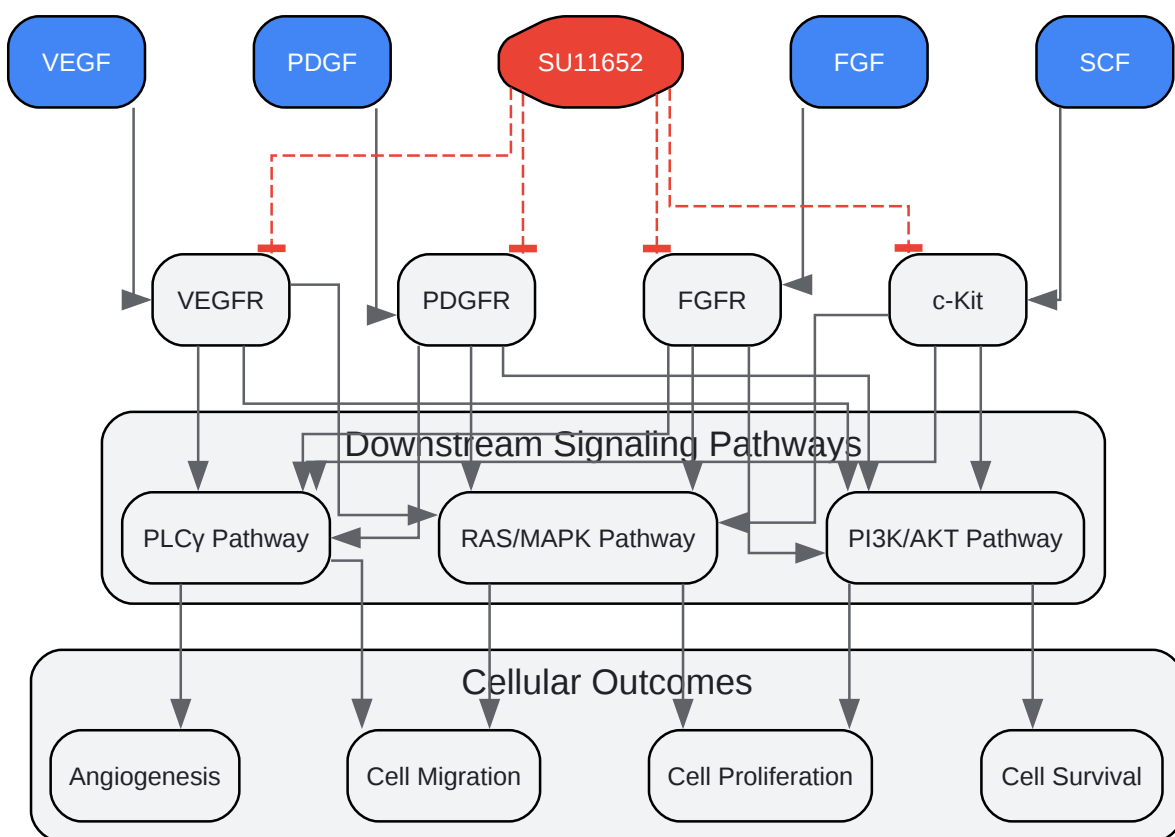 VEGF
PDGF
SU11652
FGF
SCF
VEGFR
PDGFR
FGFR
c-Kit
Downstream Signaling Pathways
PLCγ Pathway
RAS/MAPK Pathway
PI3K/AKT Pathway
Cellular Outcomes
Angiogenesis
Cell Migration
Cell Proliferation
Cell Survival